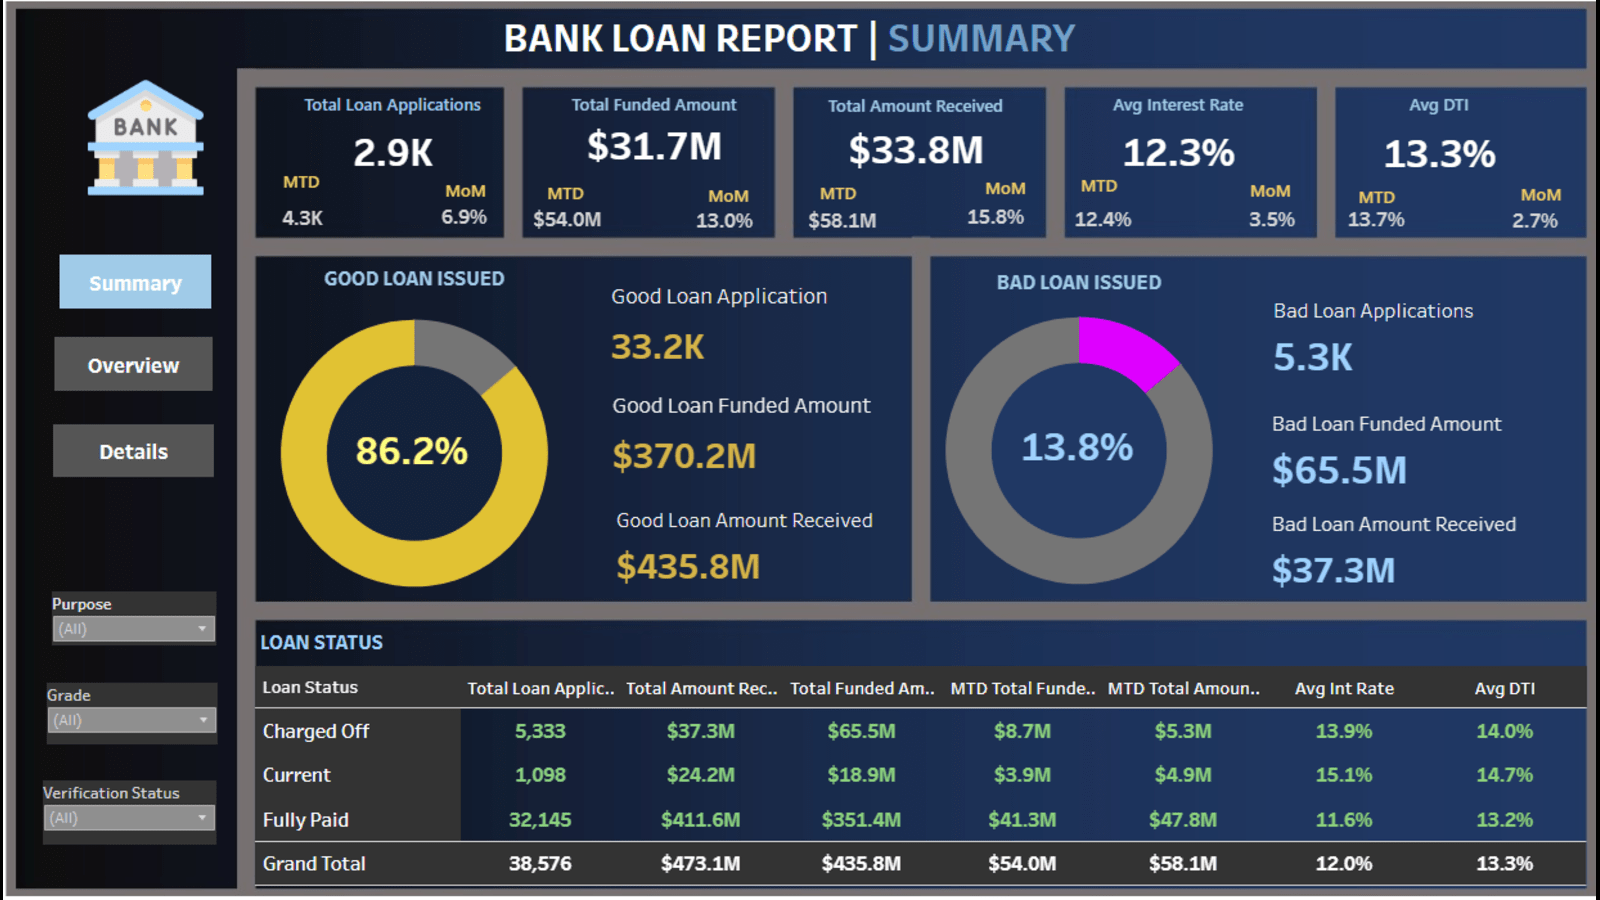 BANK LOAN REPORT | SUMMARY
BANK
Summary
Overview
Details
Purpose
(All)
Grade
(All)
Verification Status
(All)
Total Loan Applications
2.9K
MTD
4.3K
MoM
6.9%
Total Funded Amount
$31.7M
MTD
$54.0M
MoM
13.0%
Total Amount Received
$33.8M
MTD
$58.1M
MoM
15.8%
Avg Interest Rate
12.3%
MTD
12.4%
MoM
3.5%
Avg DTI
13.3%
MTD
13.7%
MoM
2.7%
GOOD LOAN ISSUED
86.2%
Good Loan Application
33.2K
Good Loan Funded Amount
$370.2M
Good Loan Amount Received
$435.8M
BAD LOAN ISSUED
13.8%
Bad Loan Applications
5.3K
Bad Loan Funded Amount
$65.5M
Bad Loan Amount Received
$37.3M
LOAN STATUS
Loan Status Total Loan Applic.. Total Amount Rec.. Total Funded Am.. MTD Total Funde.. MTD Total Amoun.. Avg Int Rate Avg DTI
Charged Off 5,333 $37.3M $65.5M $8.7M $5.3M 13.9% 14.0%
Current 1,098 $24.2M $18.9M $3.9M $4.9M 15.1% 14.7%
Fully Paid 32,145 $411.6M $351.4M $41.3M $47.8M 11.6% 13.2%
Grand Total 38,576 $473.1M $435.8M $54.0M $58.1M 12.0% 13.3%